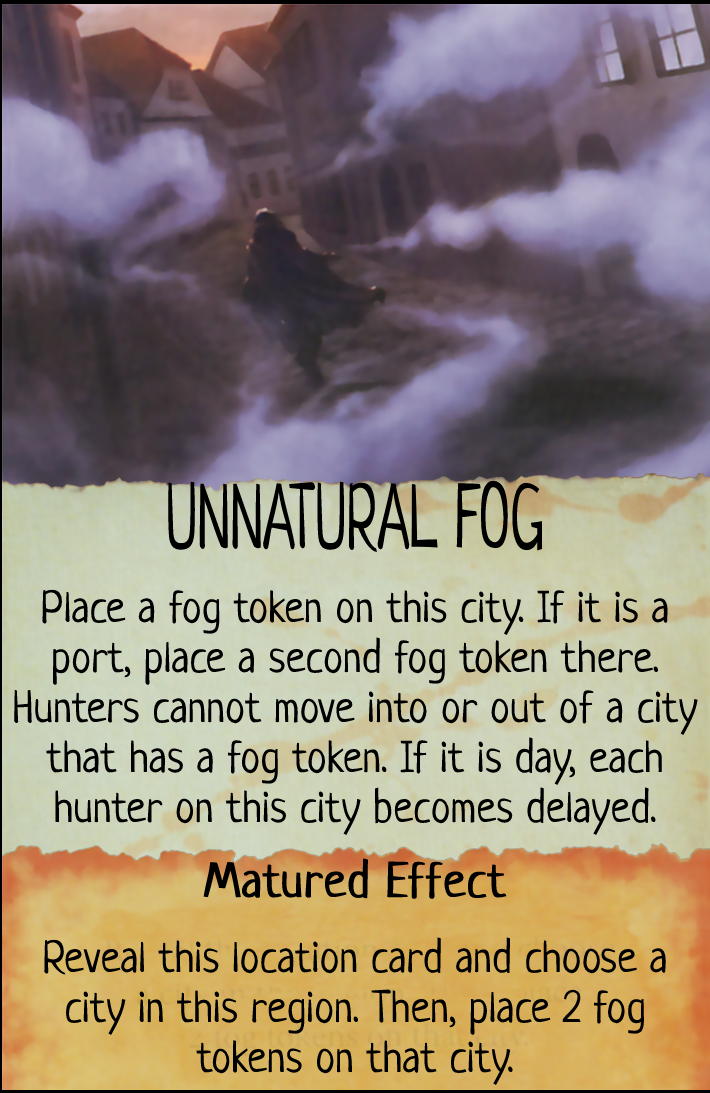 UNNATURAL FOG
Place a fog token on this city. If it is a
port, place a second fog token there.
Hunters cannot move into or out of a city
that has a fog token. If it is day, each
hunter on this city becomes delayed.
Matured Effect
Reveal this location card and choose a
city in this region. Then, place 2 fog
tokens on that city.